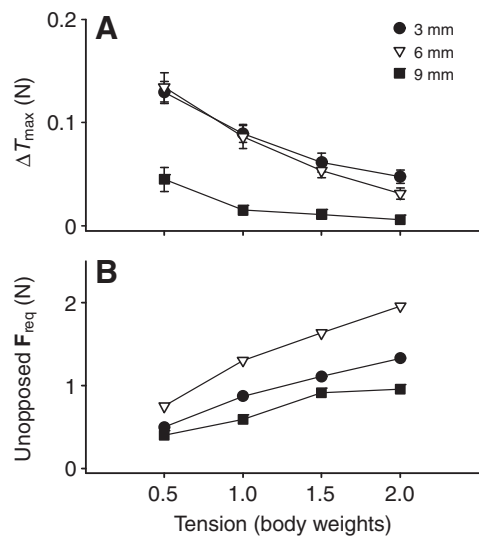 A
0.2
0.1
0
ΔTmax (N)
3 mm
6 mm
9 mm
B
2
1
0
Unopposed Freq (N)
0.5 1.0 1.5 2.0
Tension (body weights)